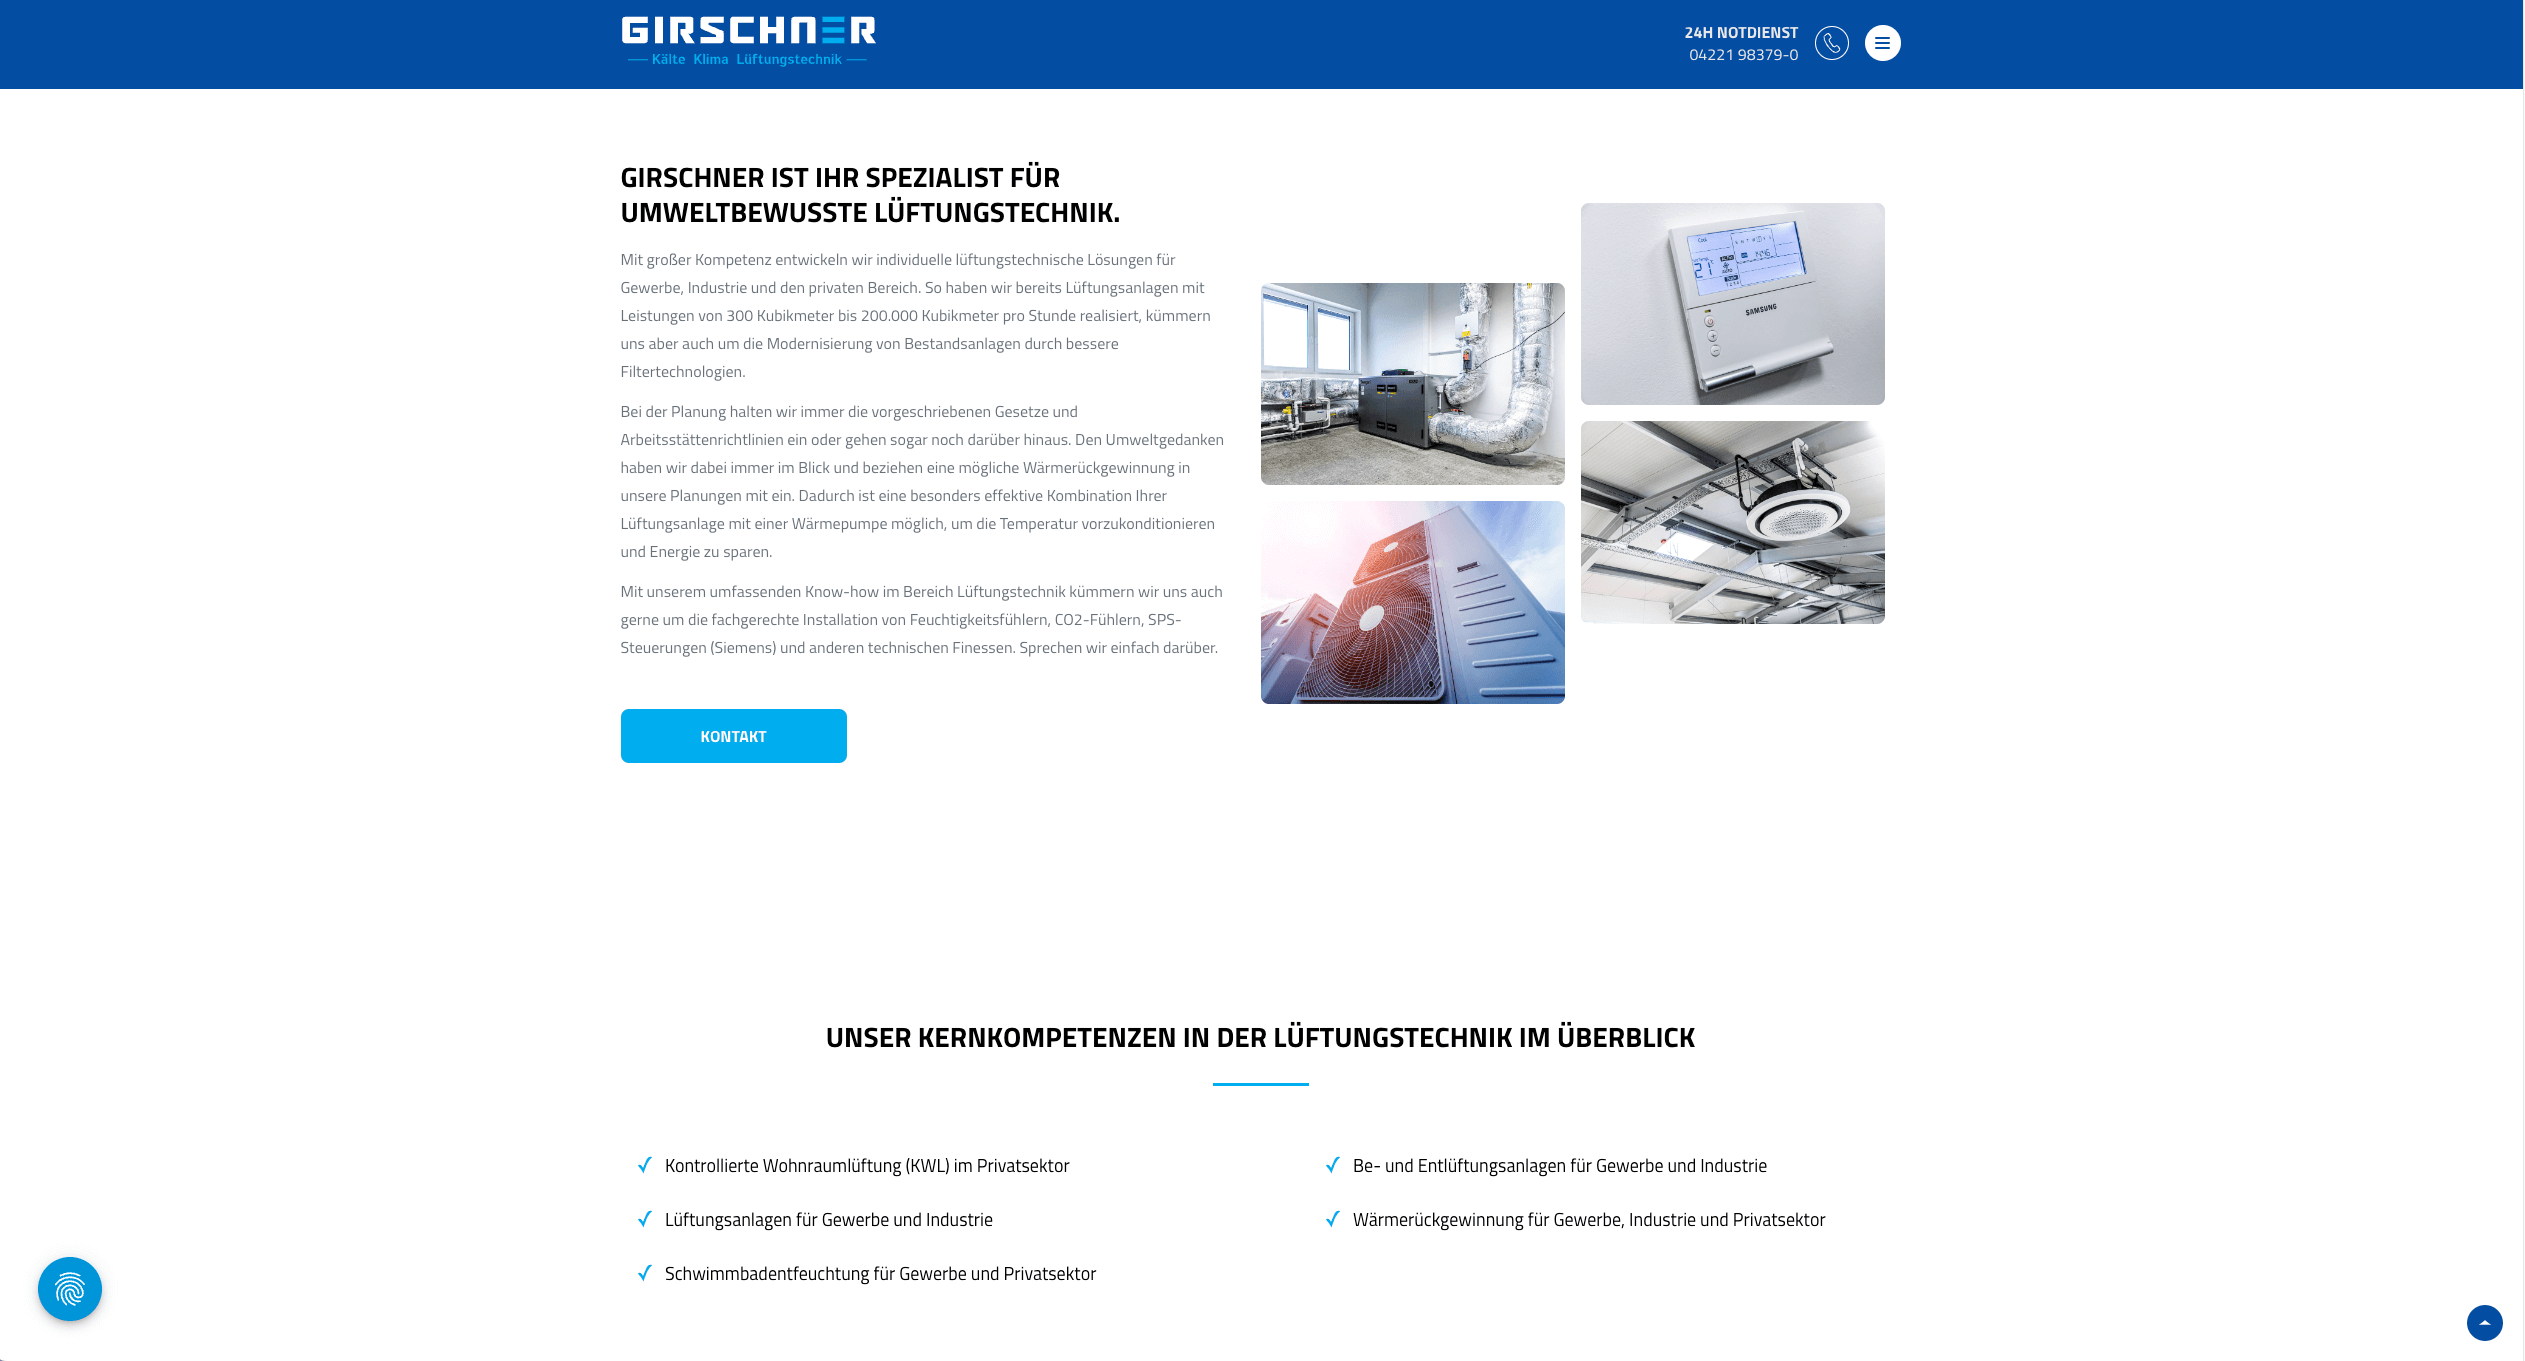 GIRSCHNER
Kälte Klima Lüftungstechnik
24H NOTDIENST
04221 98379-0
GIRSCHNER IST IHR SPEZIALIST FÜR
UMWELTBEWUSSTE LÜFTUNGSTECHNIK.
Mit großer Kompetenz entwickeln wir individuelle lüftungstechnische Lösungen für
Gewerbe, Industrie und den privaten Bereich. So haben wir bereits Lüftungsanlagen mit
Leistungen von 300 Kubikmeter bis 200.000 Kubikmeter pro Stunde realisiert, kümmern
uns aber auch um die Modernisierung von Bestandsanlagen durch bessere
Filtertechnologien.
Bei der Planung halten wir immer die vorgeschriebenen Gesetze und
Arbeitsstättenrichtlinien ein oder gehen sogar noch darüber hinaus. Den Umweltgedanken
haben wir dabei immer im Blick und beziehen eine mögliche Wärmerückgewinnung in
unsere Planungen mit ein. Dadurch ist eine besonders effektive Kombination Ihrer
Lüftungsanlage mit einer Wärmepumpe möglich, um die Temperatur vorzukonditionieren
und Energie zu sparen.
Mit unserem umfassenden Know-how im Bereich Lüftungstechnik kümmern wir uns auch
gerne um die fachgerechte Installation von Feuchtigkeitsfühlern, CO2-Fühlern, SPS-
Steuerungen (Siemens) und anderen technischen Finessen. Sprechen wir einfach darüber.
KONTAKT
Cool
21
SAMSUNG
UNSER KERNKOMPETENZEN IN DER LÜFTUNGSTECHNIK IM ÜBERBLICK
Kontrollierte Wohnraumlüftung (KWL) im Privatsektor
Lüftungsanlagen für Gewerbe und Industrie
Schwimmbadentfeuchtung für Gewerbe und Privatsektor
Be- und Entlüftungsanlagen für Gewerbe und Industrie
Wärmerückgewinnung für Gewerbe, Industrie und Privatsektor